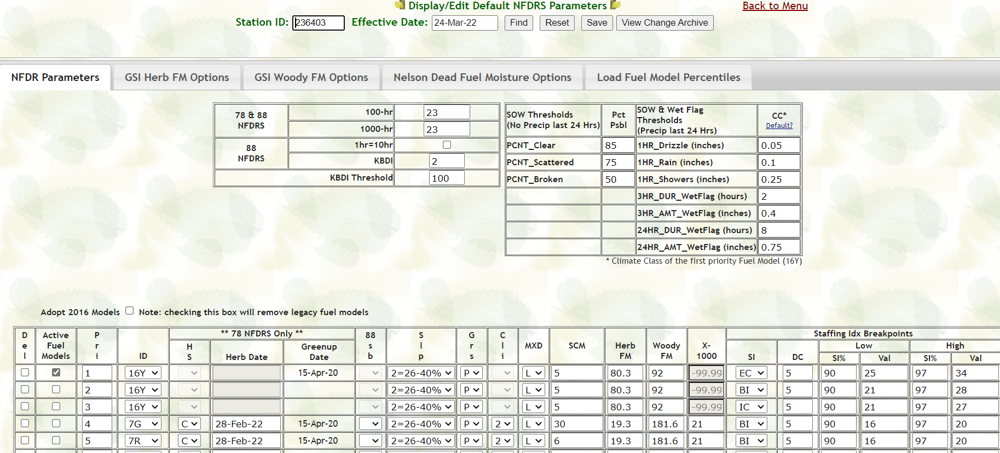 Display/Edit Default NFDRS Parameters
Back to Menu
Station ID: 236403 Effective Date: 24-Mar-22 Find Reset Save View Change Archive
NFDR Parameters GSI Herb FM Options GSI Woody FM Options Nelson Dead Fuel Moisture Options Load Fuel Model Percentiles
78 & 88 NFDRS 100-hr 23
1000-hr 23
88 NFDRS 1hr=10hr
KBDI 2
KBDI Threshold 100
SOW Thresholds (No Precip last 24 Hrs) Pct Psbl SOW & Wet Flag Thresholds (Precip last 24 Hrs) CC* Default?
PCNT_Clear 85 1HR_Drizzle (inches) 0.05
PCNT_Scattered 75 1HR_Rain (inches) 0.1
PCNT_Broken 50 1HR_Showers (inches) 0.25
3HR_DUR_WetFlag (hours) 2
3HR_AMT_WetFlag (inches) 0.4
24HR_DUR_WetFlag (hours) 8
24HR_AMT_WetFlag (inches) 0.75
* Climate Class of the first priority Fuel Model (16Y)
Adopt 2016 Models Note: checking this box will remove legacy fuel models
Del Active Fuel Models Pri ID ** 78 NFDRS Only ** HS Herb Date Greenup Date 88 sb Slp Grs Cli MXD SCM Herb FM Woody FM X-1000 Staffing Idx Breakpoints SI DC Low SI% Val High SI% Val
1 16Y 15-Apr-20 2=26-40% P L 5 80.3 92 -99.99 EC 5 90 25 97 34
2 16Y 2=26-40% P L 5 80.3 92 -99.99 BI 5 90 21 97 28
3 16Y 2=26-40% P L 5 80.3 92 -99.99 IC 5 90 21 97 27
4 7G C 28-Feb-22 15-Apr-20 2=26-40% P 2 L 30 19.3 181.6 21 BI 5 90 16 97 20
5 7R C 28-Feb-22 15-Apr-20 2=26-40% P 2 L 6 19.3 181.6 21 BI 5 90 16 97 20